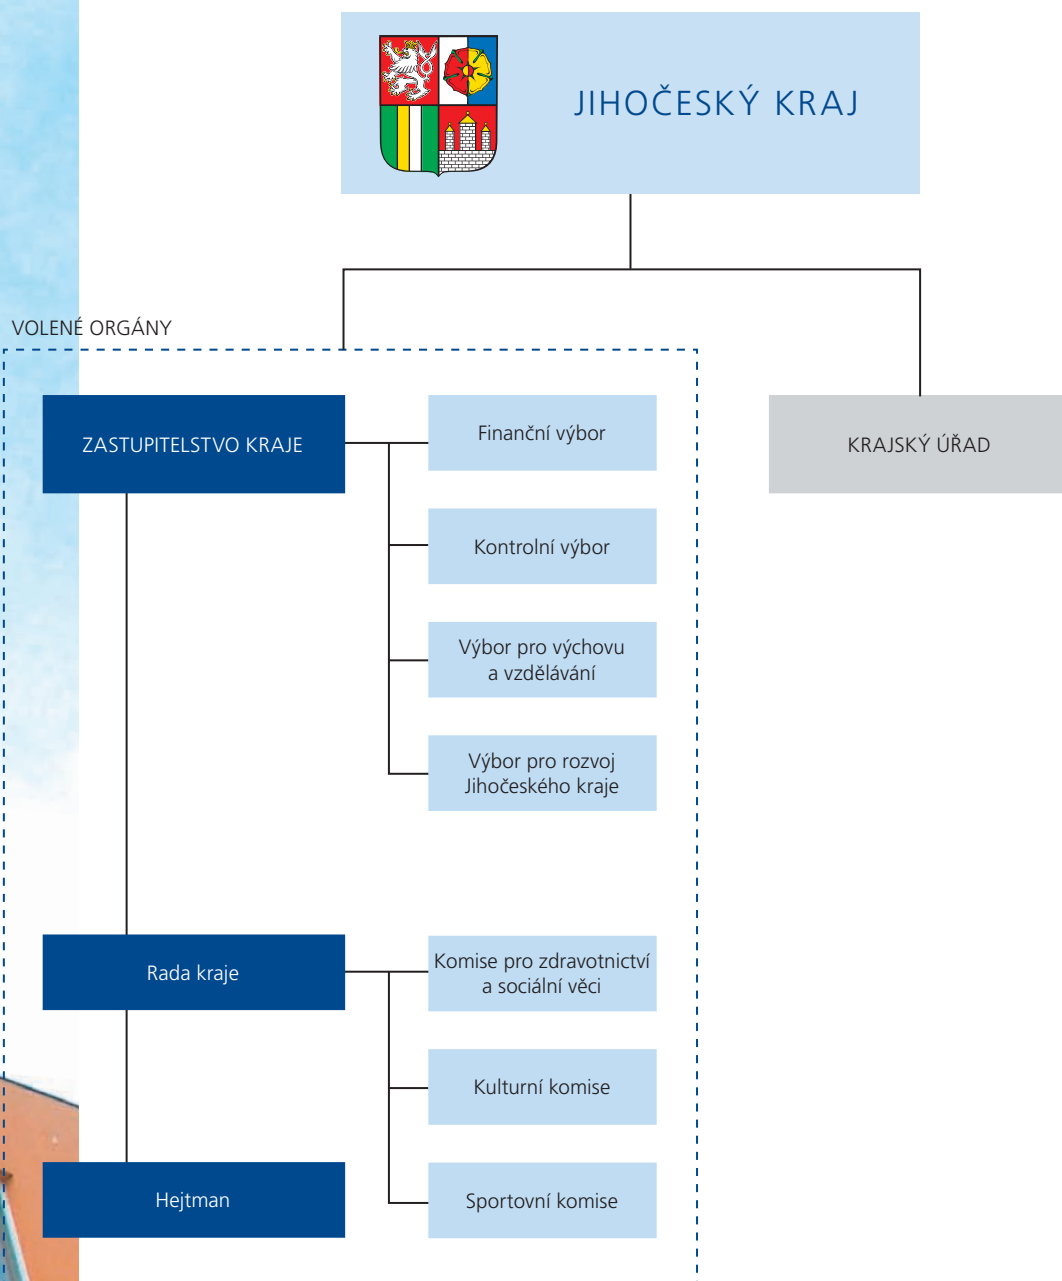 JIHOČESKÝ KRAJ
VOLENÉ ORGÁNY
ZASTUPITELSTVO KRAJE
Finanční výbor
KRAJSKÝ ÚŘAD
Kontrolní výbor
Výbor pro výchovu
a vzdělávání
Výbor pro rozvoj
Jihočeského kraje
Rada kraje
Komise pro zdravotnictví
a sociální věci
Kulturní komise
Hejtman
Sportovní komise